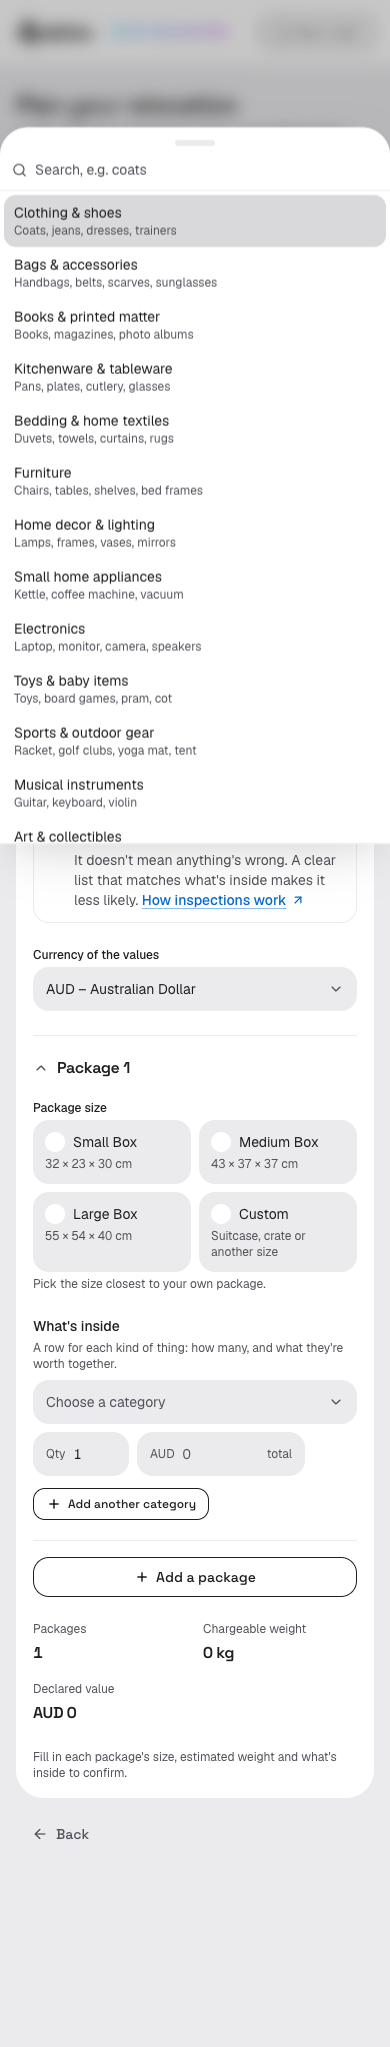 Search, e.g. coats
Clothing & shoes
Coats, jeans, dresses, trainers
Bags & accessories
Handbags, belts, scarves, sunglasses
Books & printed matter
Books, magazines, photo albums
Kitchenware & tableware
Pans, plates, cutlery, glasses
Bedding & home textiles
Duvets, towels, curtains, rugs
Furniture
Chairs, tables, shelves, bed frames
Home decor & lighting
Lamps, frames, vases, mirrors
Small home appliances
Kettle, coffee machine, vacuum
Electronics
Laptop, monitor, camera, speakers
Toys & baby items
Toys, board games, pram, cot
Sports & outdoor gear
Racket, golf clubs, yoga mat, tent
Musical instruments
Guitar, keyboard, violin
Art & collectibles
It doesn't mean anything's wrong. A clear
list that matches what's inside makes it
less likely. How inspections work
Currency of the values
AUD – Australian Dollar
Package 1
Package size
Small Box
32 × 23 × 30 cm
Medium Box
43 × 37 × 37 cm
Large Box
55 × 54 × 40 cm
Custom
Suitcase, crate or
another size
Pick the size closest to your own package.
What's inside
A row for each kind of thing: how many, and what they're
worth together.
Choose a category
Qty 1
AUD 0 total
Add another category
Add a package
Packages
1
Chargeable weight
0 kg
Declared value
AUD 0
Fill in each package's size, estimated weight and what's
inside to confirm.
Back